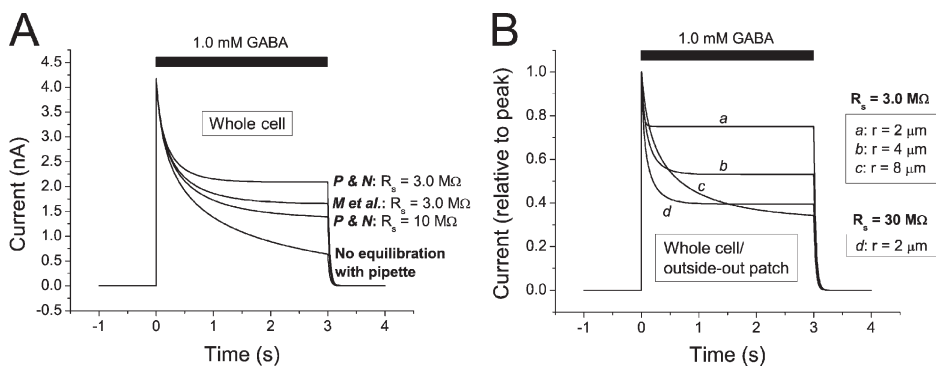 A
1.0 mM GABA
4.5
4.0
3.5
3.0
2.5
2.0
1.5
1.0
0.5
0.0
-0.5
Current (nA)
Whole cell
P & N: Rs = 3.0 MΩ
M et al.: Rs = 3.0 MΩ
P & N: Rs = 10 MΩ
No equilibration
with pipette
-1 0 1 2 3 4
Time (s)
B
1.0 mM GABA
1.0
0.8
0.6
0.4
0.2
0.0
Current (relative to peak)
a
b
c
d
Whole cell/
outside-out patch
Rs = 3.0 MΩ
a: r = 2 μm
b: r = 4 μm
c: r = 8 μm
Rs = 30 MΩ
d: r = 2 μm
-1 0 1 2 3 4
Time (s)